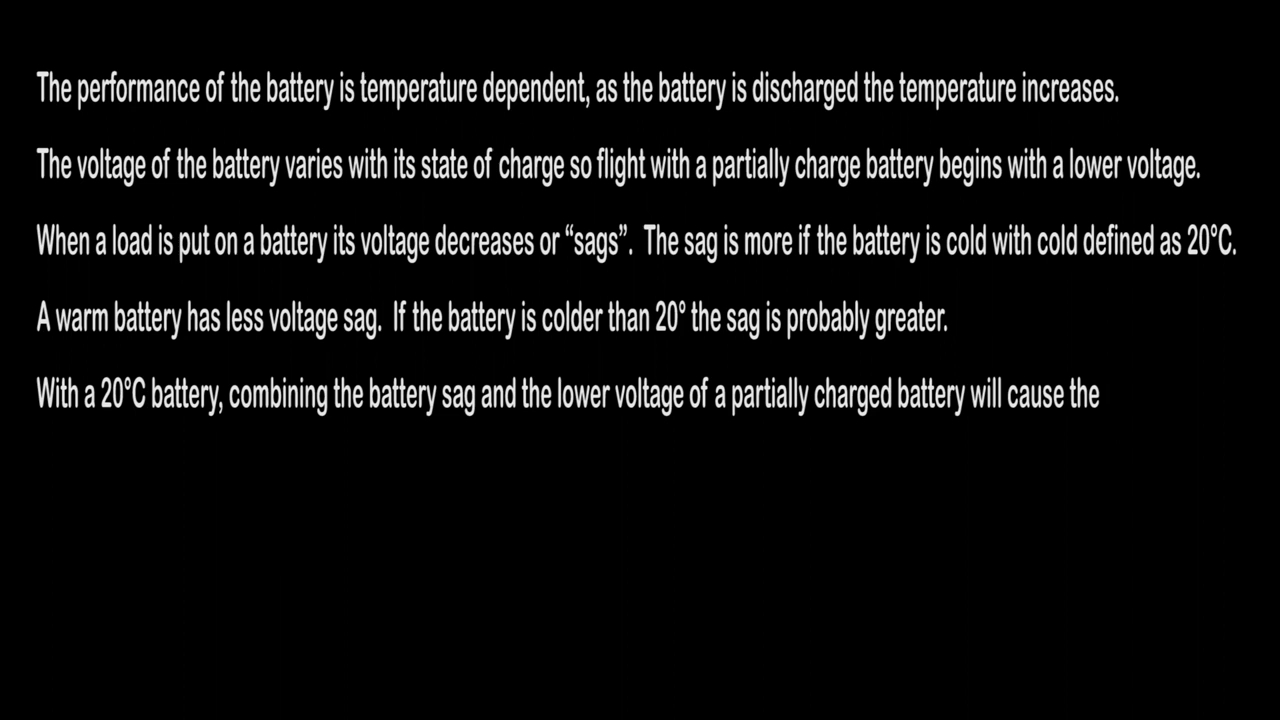 The performance of the battery is temperature dependent, as the battery is discharged the temperature increases.
The voltage of the battery varies with its state of charge so flight with a partially charge battery begins with a lower voltage.
When a load is put on a battery its voltage decreases or “sags”.  The sag is more if the battery is cold with cold defined as 20°C.
A warm battery has less voltage sag.  If the battery is colder than 20° the sag is probably greater.
With a 20°C battery, combining the battery sag and the lower voltage of a partially charged battery will cause the